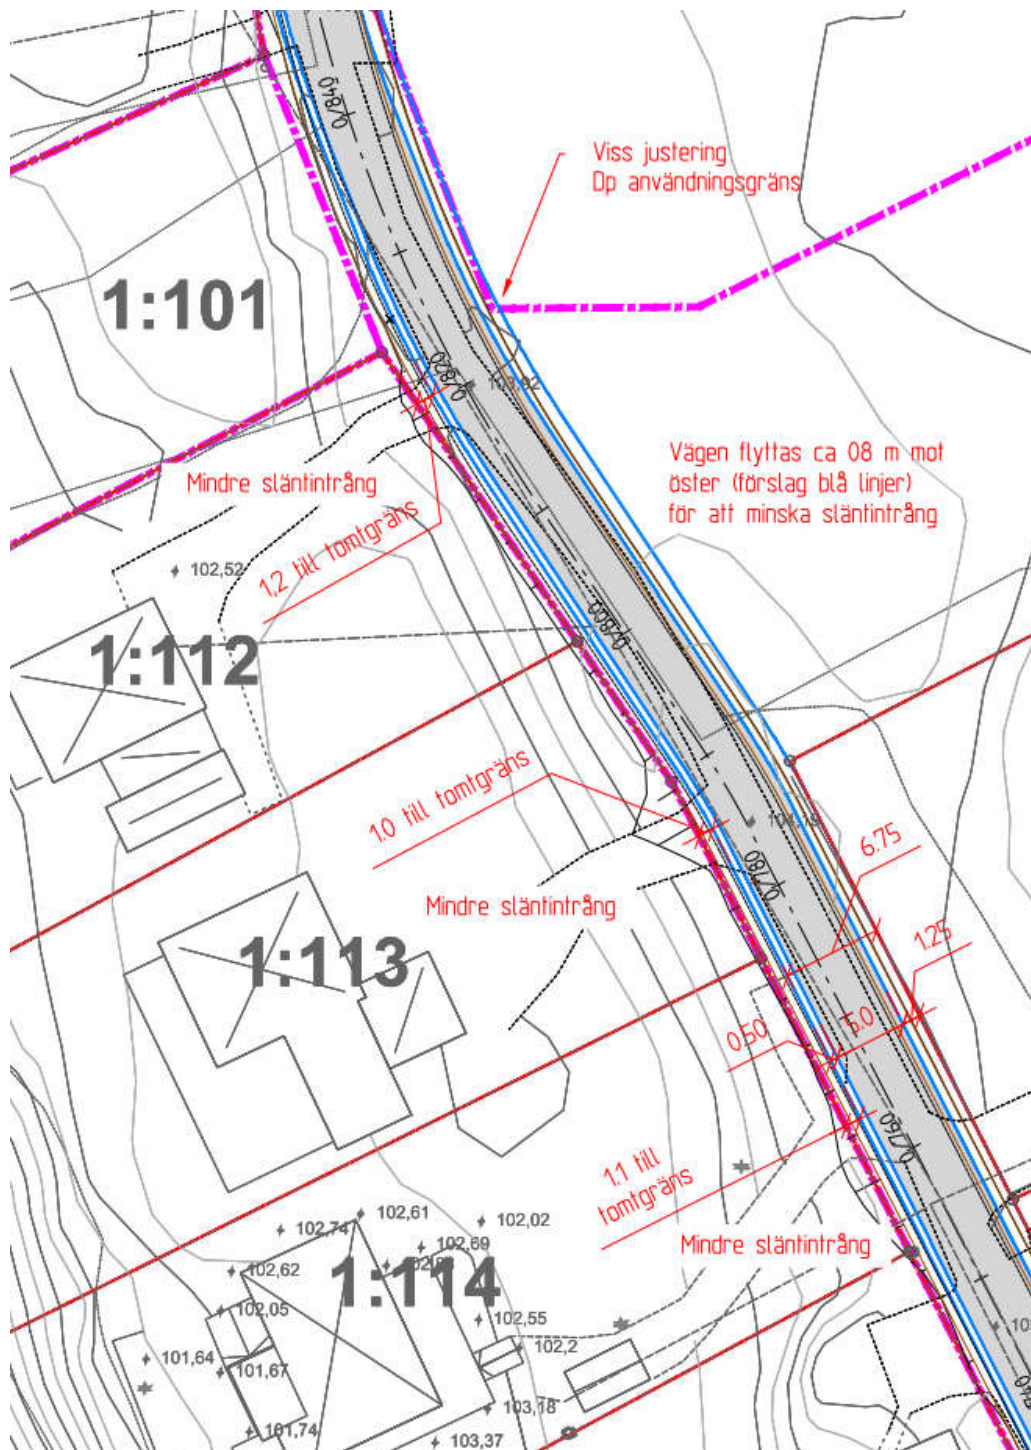 0/840
Viss justering
Dp användningsgräns
1:101
0/820
103,92
Vägen flyttas ca 08 m mot
öster (förslag blå linjer)
för att minska släntintrång
Mindre släntintrång
1,2 till tomtgräns
102,52
0/800
1:112
1.0 till tomtgräns
104,18
6.75
0/780
Mindre släntintrång
1.25
1:113
0.50
5.0
0/760
1.1 till
tomtgräns
102,61
102,74
102,02
Mindre släntintrång
102,69
102,62
1:114
102,05
102,55
102,2
101,64
101,67
103,18
101,74
103,37